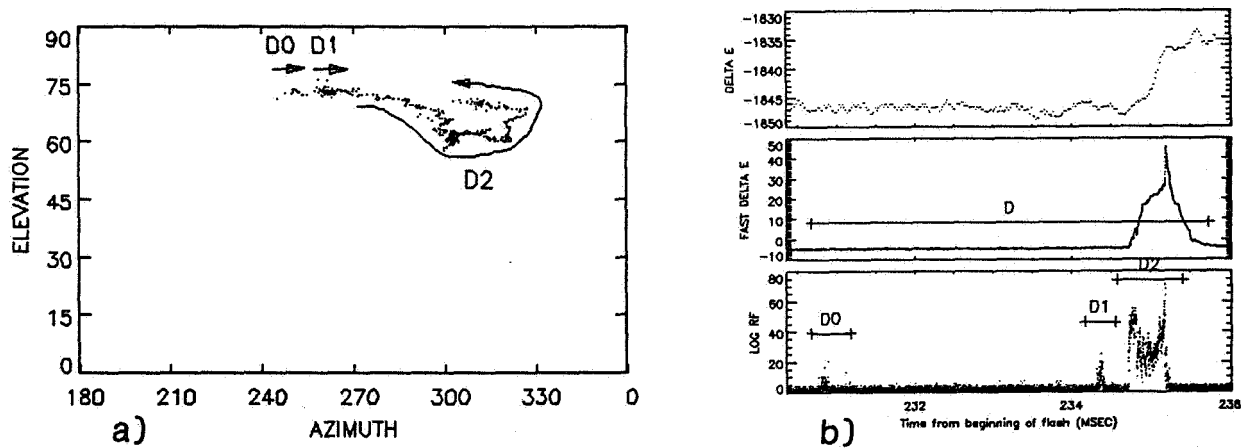 90
75
60
45
30
15
0
ELEVATION
D0 D1
D2
180 210 240 270 300 330 0
AZIMUTH
a)
-1830
-1835
-1840
-1845
-1850
DELTA E
50
40
30
20
10
0
-10
FAST DELTA E
D
80
60
40
20
0
LOG RF
D0
D1
D2
232 234 236
Time from beginning of flash (MSEC)
b)